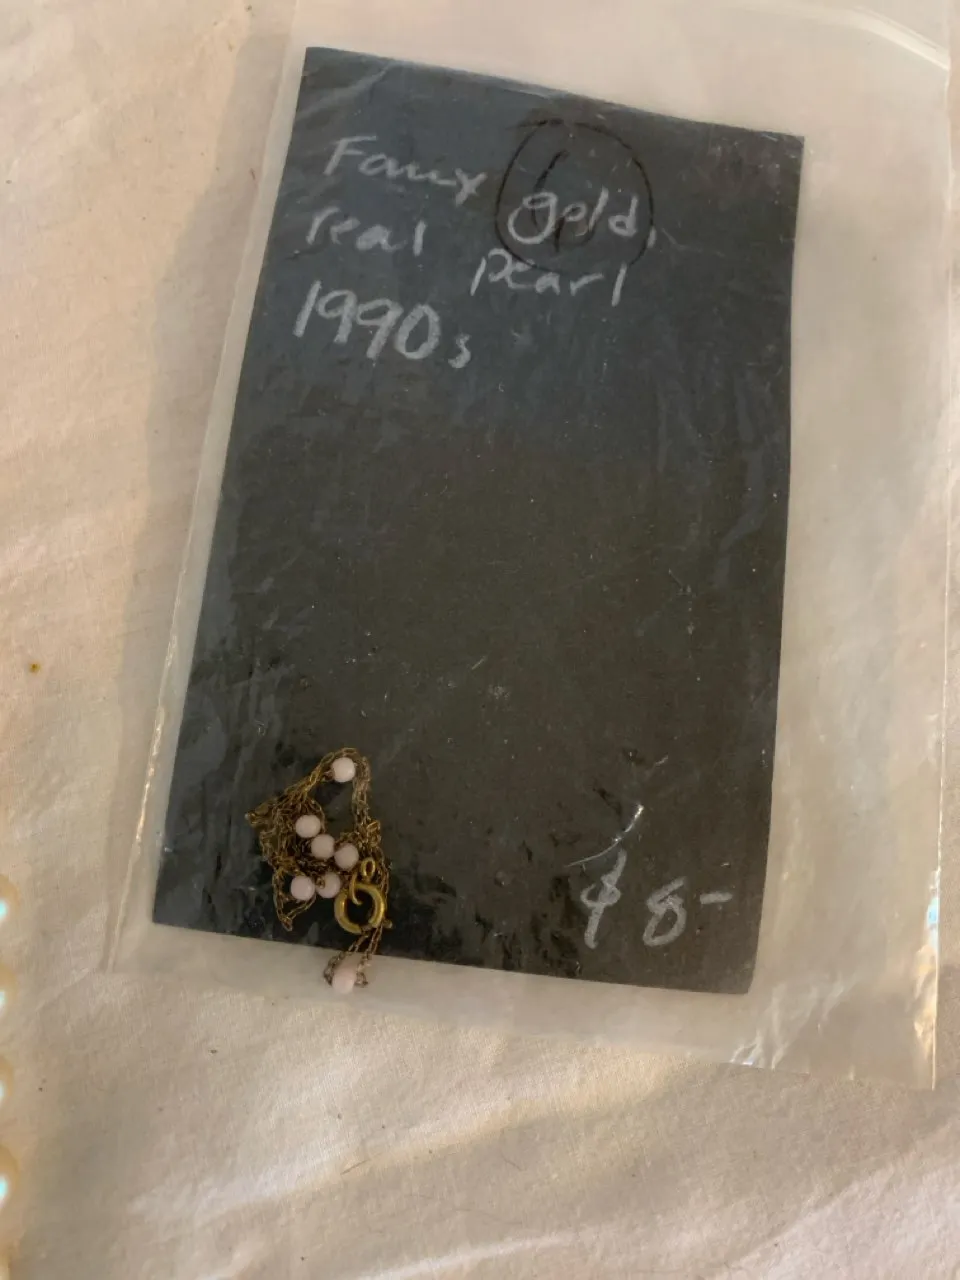 Faux gold,
real pearl
1990s
$8-